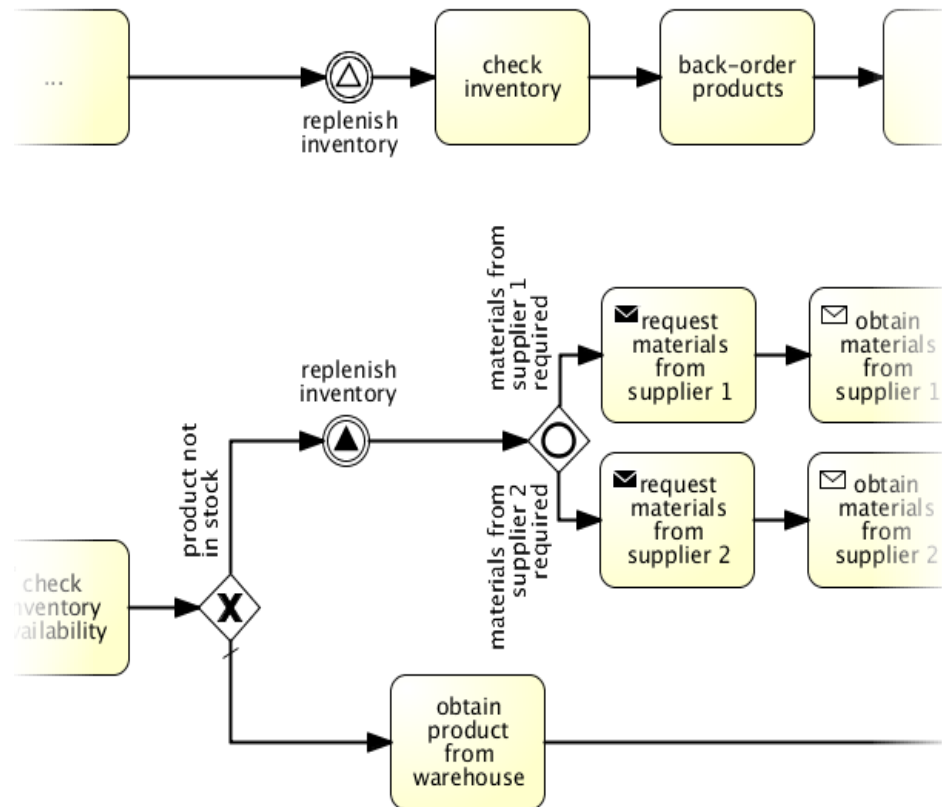 ...
replenish
inventory
check
inventory
back-order
products
replenish
inventory
product not
in stock
materials from
supplier 1
required
materials from
supplier 2
required
request
materials
from
supplier 1
obtain
materials
from
supplier 1
request
materials
from
supplier 2
obtain
materials
from
supplier 2
check
nventory
vailability
X
obtain
product
from
warehouse